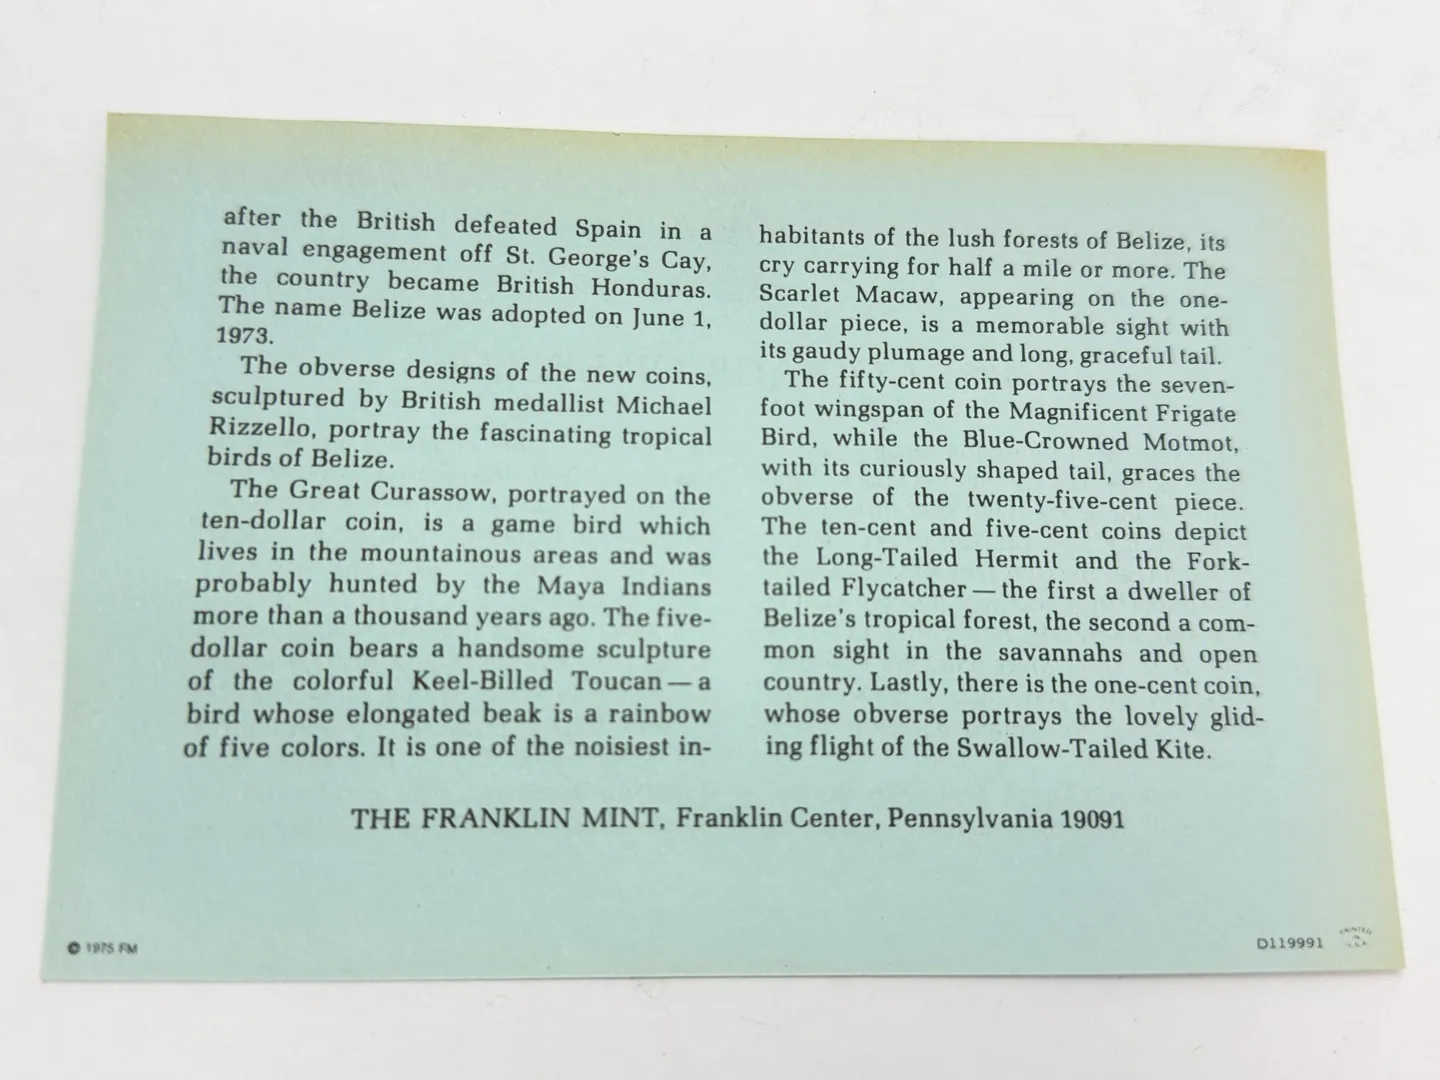 after the British defeated Spain in a
naval engagement off St. George's Cay,
the country became British Honduras.
The name Belize was adopted on June 1,
1973.
The obverse designs of the new coins,
sculptured by British medallist Michael
Rizzello, portray the fascinating tropical
birds of Belize.
The Great Curassow, portrayed on the
ten-dollar coin, is a game bird which
lives in the mountainous areas and was
probably hunted by the Maya Indians
more than a thousand years ago. The five-
dollar coin bears a handsome sculpture
of the colorful Keel-Billed Toucan — a
bird whose elongated beak is a rainbow
of five colors. It is one of the noisiest in-
habitants of the lush forests of Belize, its
cry carrying for half a mile or more. The
Scarlet Macaw, appearing on the one-
dollar piece, is a memorable sight with
its gaudy plumage and long, graceful tail.
The fifty-cent coin portrays the seven-
foot wingspan of the Magnificent Frigate
Bird, while the Blue-Crowned Motmot,
with its curiously shaped tail, graces the
obverse of the twenty-five-cent piece.
The ten-cent and five-cent coins depict
the Long-Tailed Hermit and the Fork-
tailed Flycatcher — the first a dweller of
Belize's tropical forest, the second a com-
mon sight in the savannahs and open
country. Lastly, there is the one-cent coin,
whose obverse portrays the lovely glid-
ing flight of the Swallow-Tailed Kite.
THE FRANKLIN MINT, Franklin Center, Pennsylvania 19091
© 1975 FM
D119991
PRINTED
IN
U.S.A.